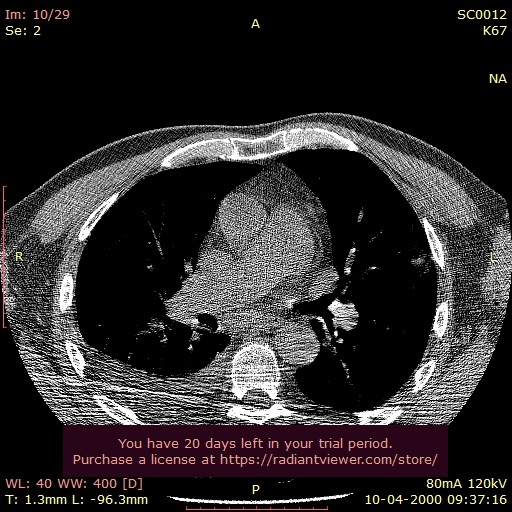 Im: 10/29
Se: 2
A
SC0012
K67
NA
R
L
You have 20 days left in your trial period.
Purchase a license at https://radiantviewer.com/store/
WL: 40 WW: 400 [D]
T: 1.3mm L: -96.3mm
P
80mA 120kV
10-04-2000 09:37:16